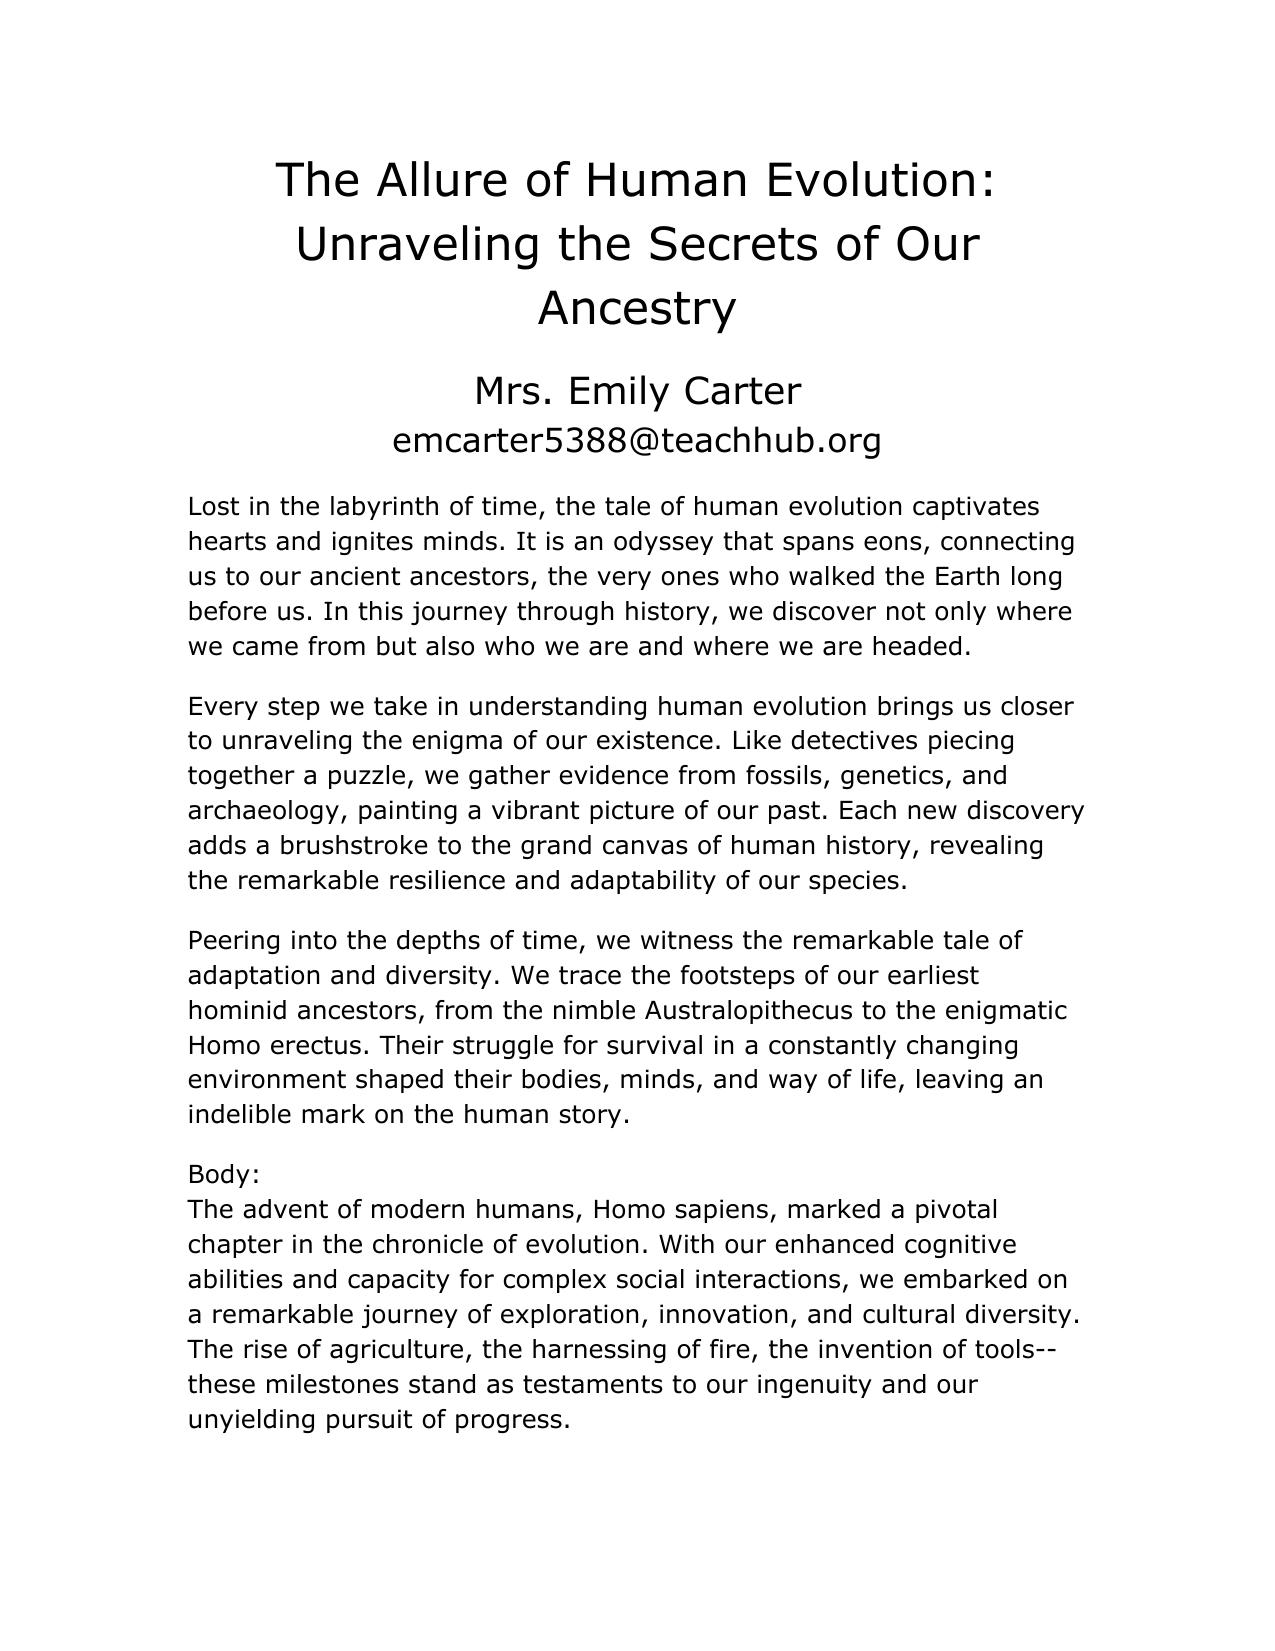 The Allure of Human Evolution:
Unraveling the Secrets of Our
Ancestry
Mrs. Emily Carter
emcarter5388@teachhub.org
Lost in the labyrinth of time, the tale of human evolution captivates
hearts and ignites minds. It is an odyssey that spans eons, connecting
us to our ancient ancestors, the very ones who walked the Earth long
before us. In this journey through history, we discover not only where
we came from but also who we are and where we are headed.
Every step we take in understanding human evolution brings us closer
to unraveling the enigma of our existence. Like detectives piecing
together a puzzle, we gather evidence from fossils, genetics, and
archaeology, painting a vibrant picture of our past. Each new discovery
adds a brushstroke to the grand canvas of human history, revealing
the remarkable resilience and adaptability of our species.
Peering into the depths of time, we witness the remarkable tale of
adaptation and diversity. We trace the footsteps of our earliest
hominid ancestors, from the nimble Australopithecus to the enigmatic
Homo erectus. Their struggle for survival in a constantly changing
environment shaped their bodies, minds, and way of life, leaving an
indelible mark on the human story.
Body:
The advent of modern humans, Homo sapiens, marked a pivotal
chapter in the chronicle of evolution. With our enhanced cognitive
abilities and capacity for complex social interactions, we embarked on
a remarkable journey of exploration, innovation, and cultural diversity.
The rise of agriculture, the harnessing of fire, the invention of tools--
these milestones stand as testaments to our ingenuity and our
unyielding pursuit of progress.